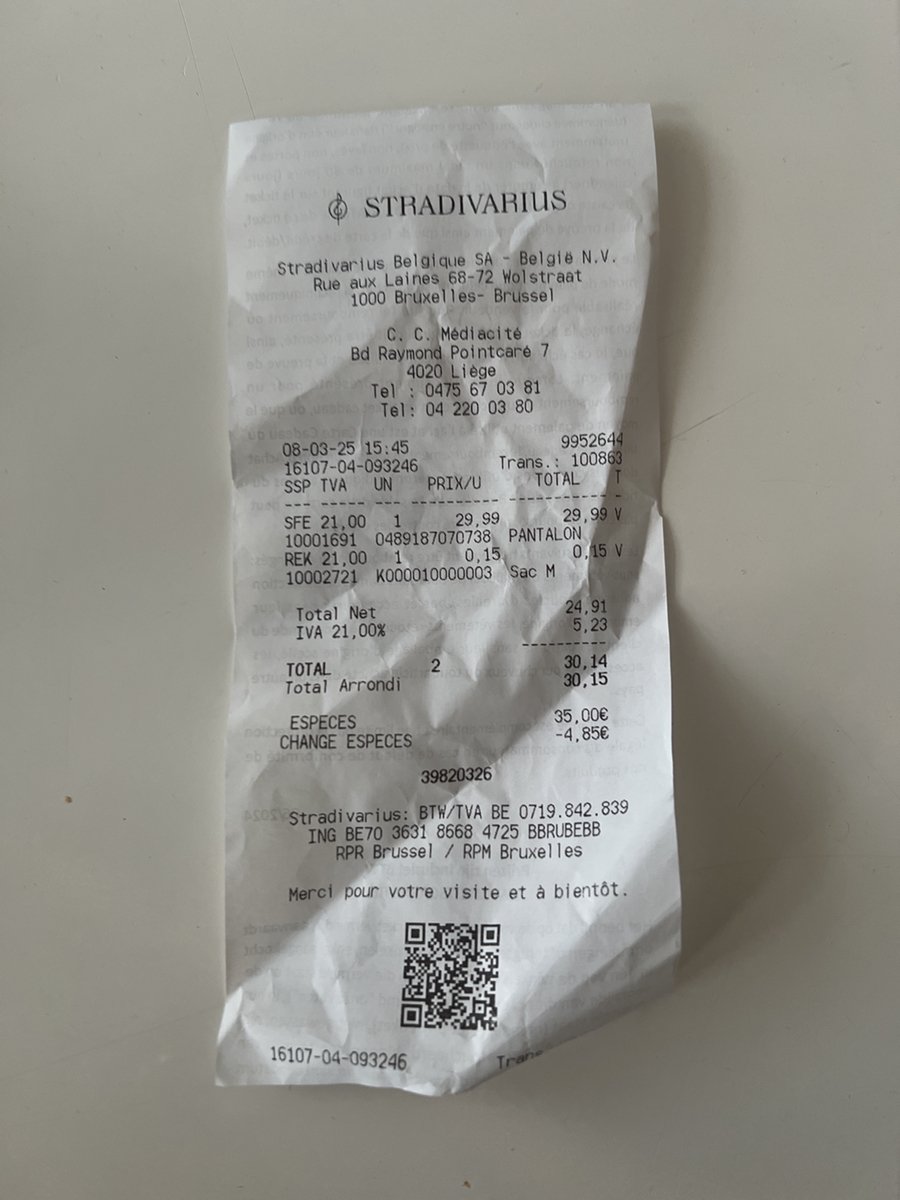 STRADIVARIUS
Stradivarius Belgique SA - België N.V.
Rue aux Laines 68-72 Wolstraat
1000 Bruxelles- Brussel
C. C. Médiacité
Bd Raymond Pointcaré 7
4020 Liège
Tel : 0475 67 03 81
Tel: 04 220 03 80
08-03-25 15:45 9952644
16107-04-093246 Trans.: 100863
SSP TVA UN PRIX/U TOTAL T
--- ----- --- ---------- ---------- -
SFE 21,00 1 29,99 29,99 V
10001691 0489187070738 PANTALON
REK 21,00 1 0,15 0,15 V
10002721 K000010000003 Sac M
Total Net 24,91
IVA 21,00% 5,23
---------
TOTAL 2 30,14
Total Arrondi 30,15
ESPECES 35,00€
CHANGE ESPECES -4,85€
39820326
Stradivarius: BTW/TVA BE 0719.842.839
ING BE70 3631 8668 4725 BBRUBEBB
RPR Brussel / RPM Bruxelles
Merci pour votre visite et à bientôt.
16107-04-093246